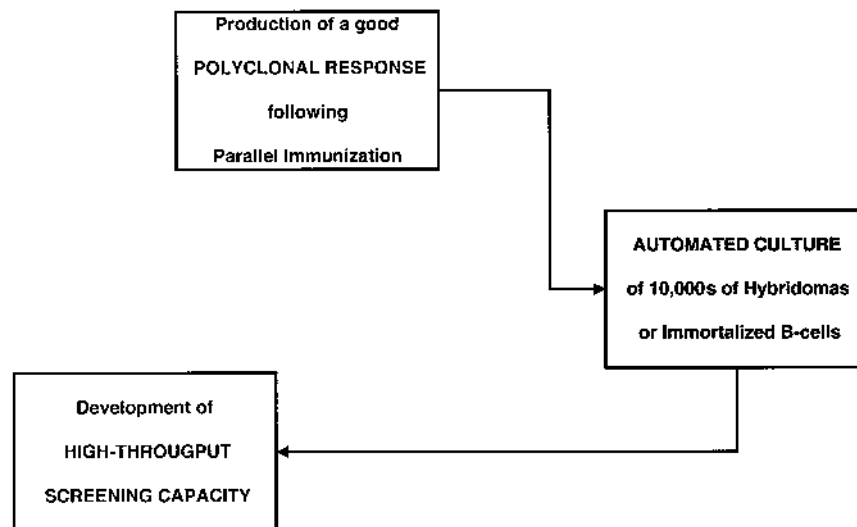 Production of a good
POLYCLONAL RESPONSE
following
Parallel Immunization
AUTOMATED CULTURE
of 10,000s of Hybridomas
or Immortalized B-cells
Development of
HIGH-THROUGPUT
SCREENING CAPACITY